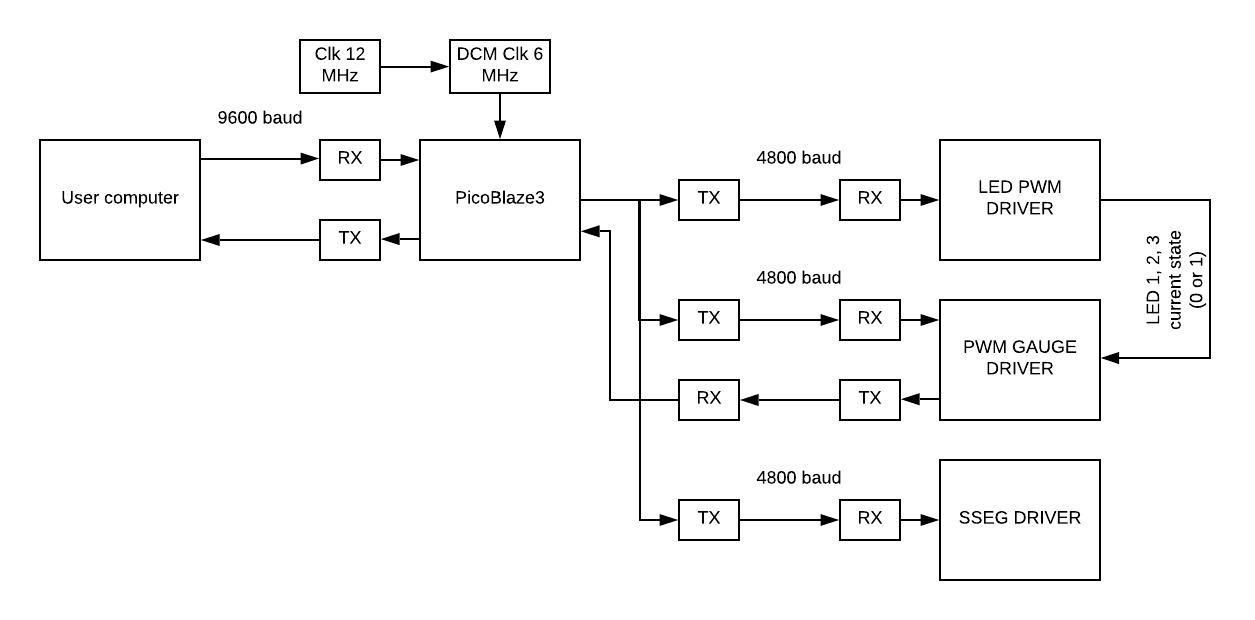 Clk 12
MHz
DCM Clk 6
MHz
9600 baud
User computer
RX
TX
PicoBlaze3
4800 baud
TX
RX
LED PWM
DRIVER
LED 1, 2, 3
current state
(0 or 1)
4800 baud
TX
RX
PWM GAUGE
DRIVER
RX
TX
4800 baud
TX
RX
SSEG DRIVER